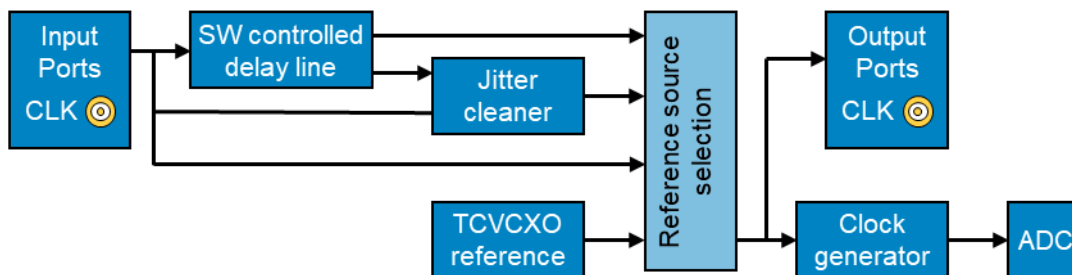 Input
Ports
CLK
SW controlled
delay line
Jitter
cleaner
TCVCXO
reference
Reference source
selection
Output
Ports
CLK
Clock
generator
ADC